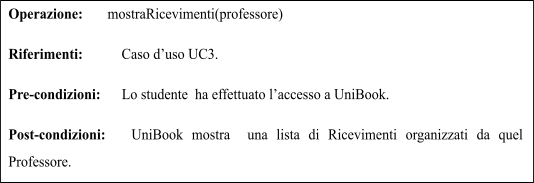 Operazione: mostraRicevimenti(professore)
Riferimenti: Caso d’uso UC3.
Pre-condizioni: Lo studente ha effettuato l’accesso a UniBook.
Post-condizioni: UniBook mostra una lista di Ricevimenti organizzati da quel
Professore.